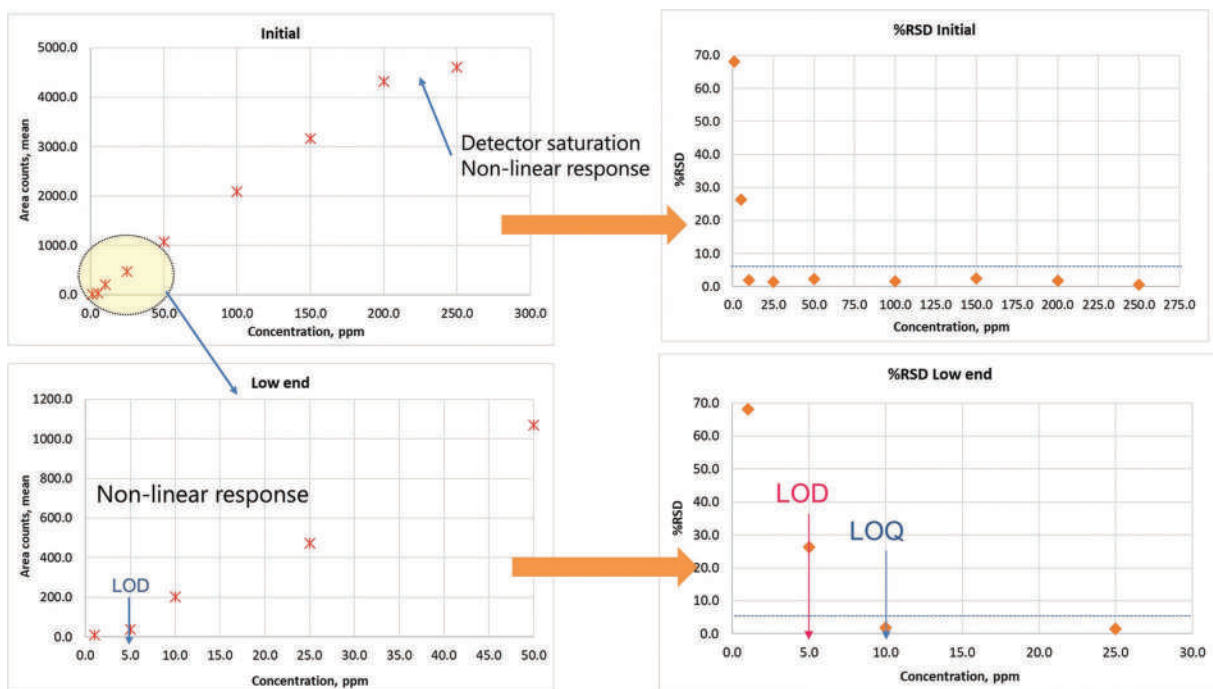 Initial
5000.0
4000.0
3000.0
2000.0
1000.0
0.0
Area counts, mean
0.0 50.0 100.0 150.0 200.0 250.0 300.0
Concentration, ppm
Detector saturation
Non-linear response
%RSD Initial
70.0
60.0
50.0
40.0
30.0
20.0
10.0
0.0
%RSD
0.0 25.0 50.0 75.0 100.0 125.0 150.0 175.0 200.0 225.0 250.0 275.0
Concentration, ppm
Low end
1200.0
1000.0
800.0
600.0
400.0
200.0
0.0
Area counts, mean
Non-linear response
LOD
0.0 5.0 10.0 15.0 20.0 25.0 30.0 35.0 40.0 45.0 50.0
Concentration, ppm
%RSD Low end
70.0
60.0
50.0
40.0
30.0
20.0
10.0
0.0
%RSD
LOD
LOQ
0.0 5.0 10.0 15.0 20.0 25.0 30.0
Concentration, ppm